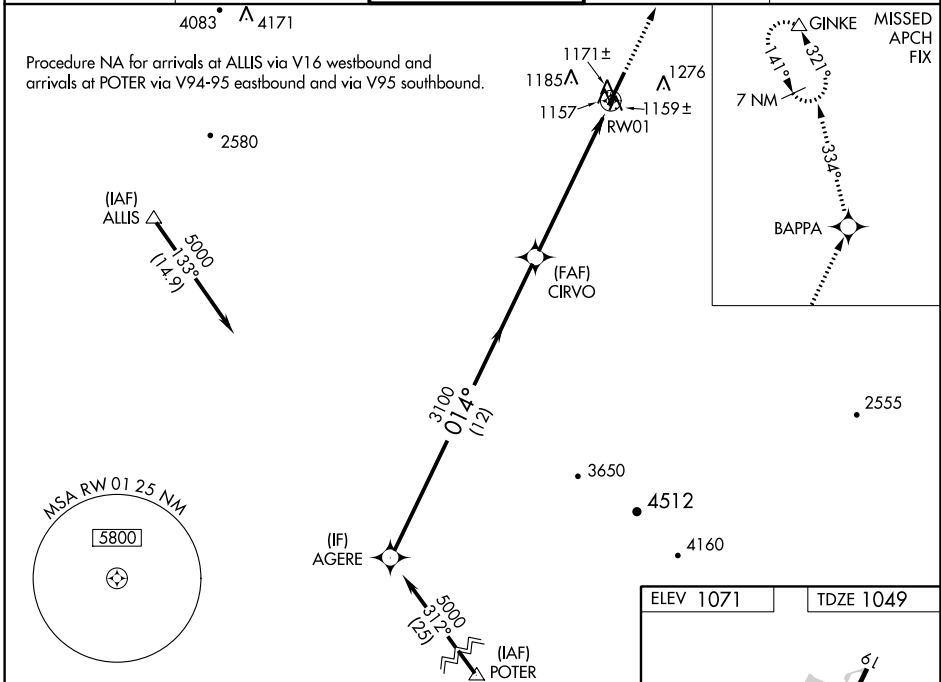 4083
4171
Procedure NA for arrivals at ALLIS via V16 westbound and
arrivals at POTER via V94-95 eastbound and via V95 southbound.
2580
1171±
1185
1276
1157
1159±
RW01
GINKE
MISSED
APCH
FIX
141°
321°
7 NM
334°
BAPPA
(IAF)
ALLIS
5000
133°
(14.9)
(FAF)
CIRVO
3100
014°
(12)
2555
3650
4512
4160
MSA RW 01 25 NM
5800
(IF)
AGERE
5000
312°
(25)
(IAF)
POTER
ELEV 1071
TDZE 1049
19